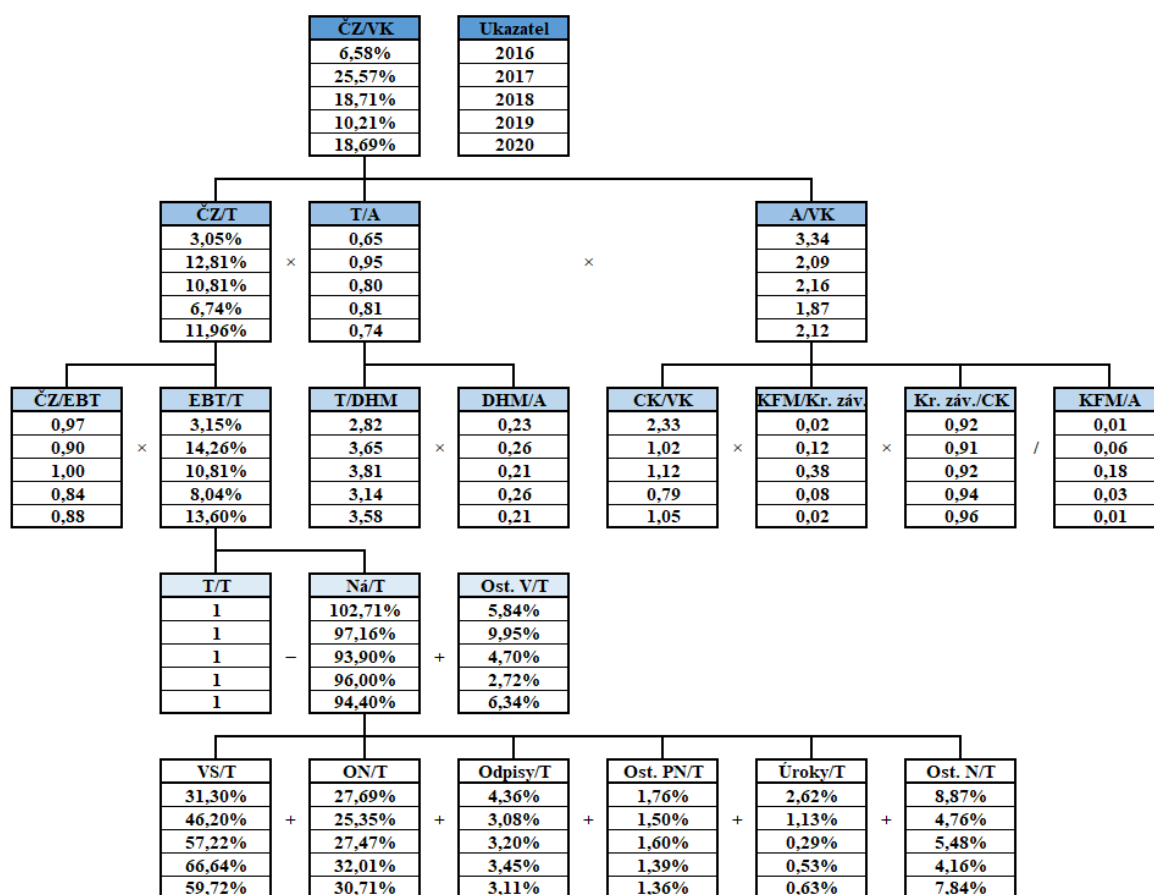 ČZ/VK Ukazatel
6,58% 2016
25,57% 2017
18,71% 2018
10,21% 2019
18,69% 2020
ČZ/T T/A A/VK
3,05% 0,65 3,34
12,81% × 0,95 × 2,09
10,81% 0,80 2,16
6,74% 0,81 1,87
11,96% 0,74 2,12
ČZ/EBT EBT/T T/DHM DHM/A CK/VK KFM/Kr. záv. Kr. záv./CK KFM/A
0,97 3,15% 2,82 0,23 2,33 0,02 0,92 0,01
0,90 × 14,26% 3,65 × 0,26 1,02 × 0,12 × 0,91 / 0,06
1,00 10,81% 3,81 0,21 1,12 0,38 0,92 0,18
0,84 8,04% 3,14 0,26 0,79 0,08 0,94 0,03
0,88 13,60% 3,58 0,21 1,05 0,02 0,96 0,01
T/T Ná/T Ost. V/T
1 102,71% 5,84%
1 97,16% 9,95%
1 – 93,90% + 4,70%
1 96,00% 2,72%
1 94,40% 6,34%
VS/T ON/T Odpisy/T Ost. PN/T Úroky/T Ost. N/T
31,30% 27,69% 4,36% 1,76% 2,62% 8,87%
46,20% + 25,35% + 3,08% + 1,50% + 1,13% + 4,76%
57,22% 27,47% 3,20% 1,60% 0,29% 5,48%
66,64% 32,01% 3,45% 1,39% 0,53% 4,16%
59,72% 30,71% 3,11% 1,36% 0,63% 7,84%